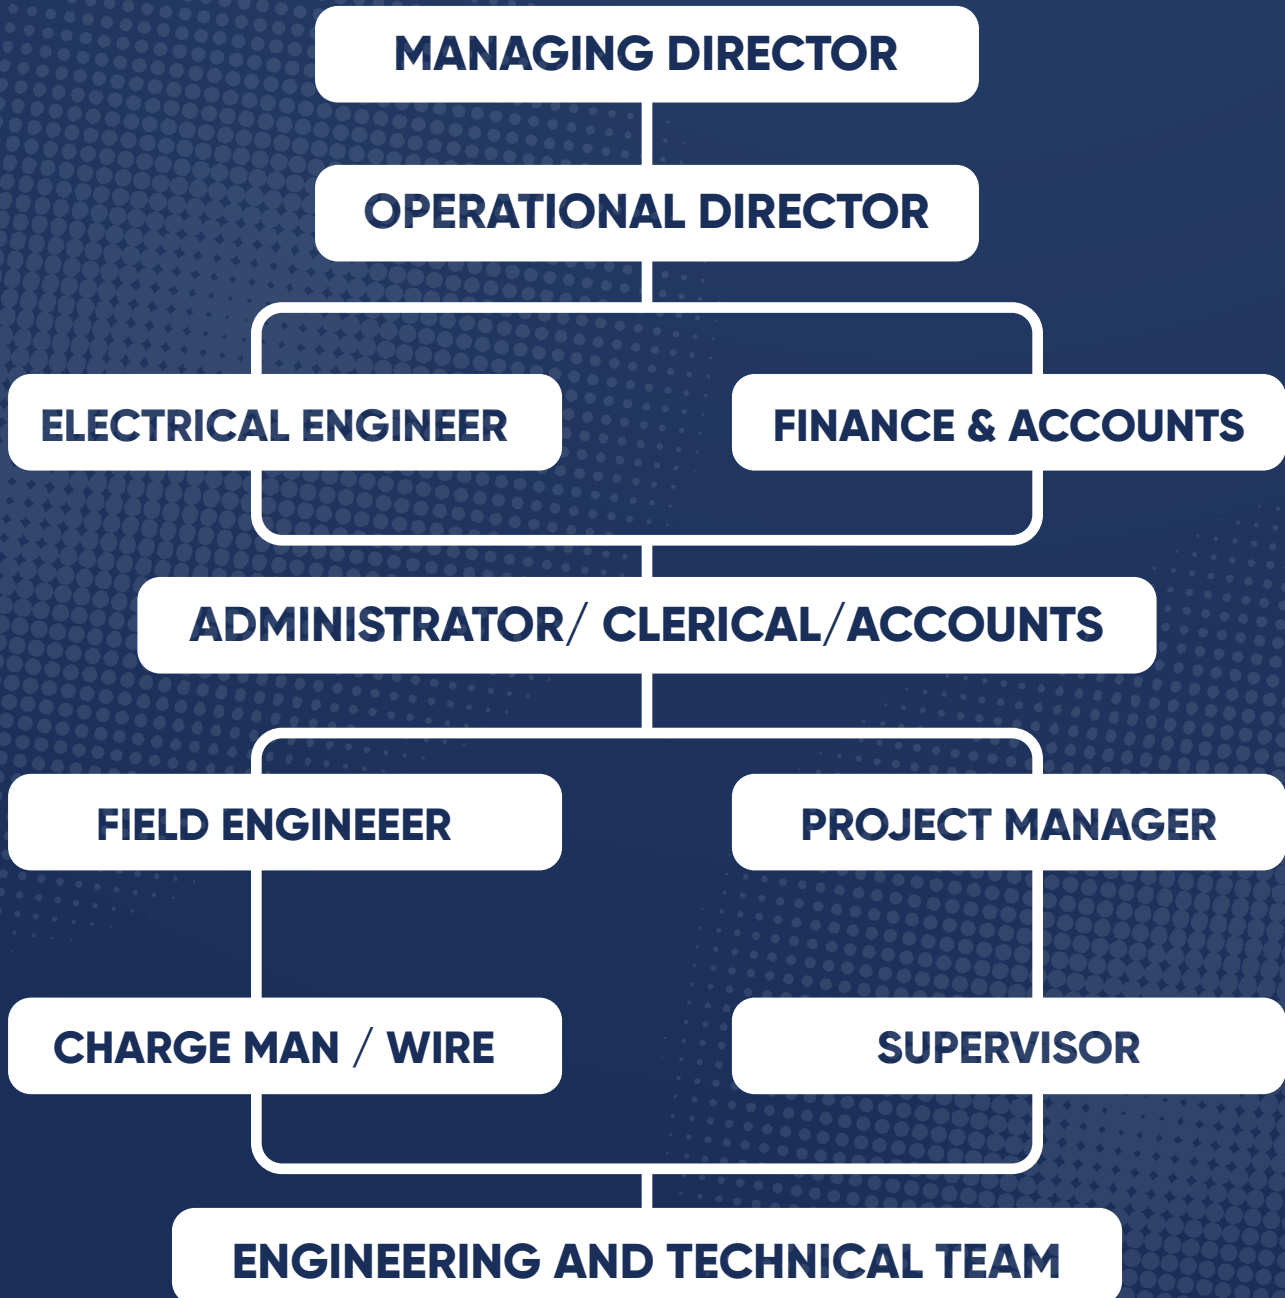 MANAGING DIRECTOR
OPERATIONAL DIRECTOR
ELECTRICAL ENGINEER
FINANCE & ACCOUNTS
ADMINISTRATOR/ CLERICAL/ACCOUNTS
FIELD ENGINEEER
PROJECT MANAGER
CHARGE MAN / WIRE
SUPERVISOR
ENGINEERING AND TECHNICAL TEAM